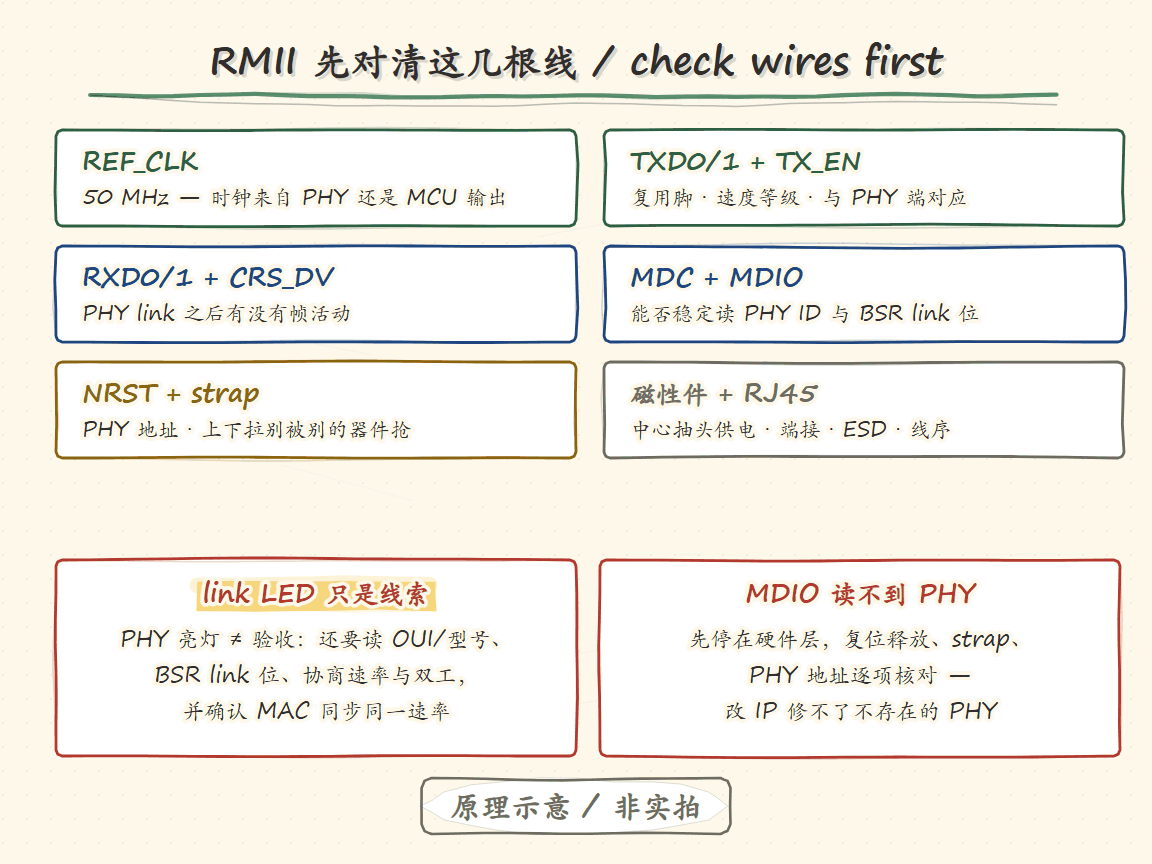 RMII 先对清这几根线 / check wires first
REF_CLK
50 MHz — 时钟来自 PHY 还是 MCU 输出
TXD0/1 + TX_EN
复用脚 · 速度等级 · 与 PHY 端对应
RXD0/1 + CRS_DV
PHY link 之后有没有帧活动
MDC + MDIO
能否稳定读 PHY ID 与 BSR link 位
NRST + strap
PHY 地址 · 上下拉别被别的器件抢
磁性件 + RJ45
中心抽头供电 · 端接 · ESD · 线序
link LED 只是线索
PHY 亮灯 ≠ 验收：还要读 OUI/型号、
BSR link 位、协商速率与双工，
并确认 MAC 同步同一速率
MDIO 读不到 PHY
先停在硬件层，复位释放、strap、
PHY 地址逐项核对 —
改 IP 修不了不存在的 PHY
原理示意 / 非实拍